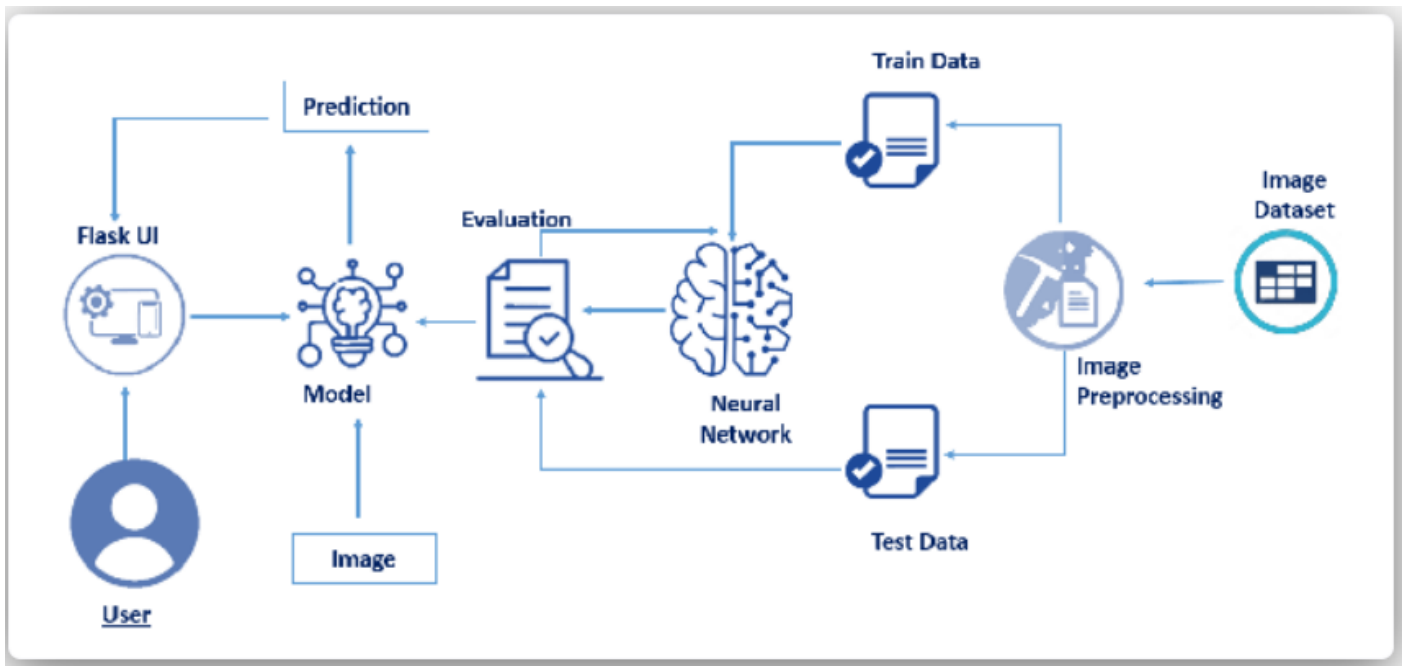 Train Data
Prediction
Image
Dataset
Evaluation
Flask UI
Image
Preprocessing
Model
Neural
Network
Test Data
Image
User